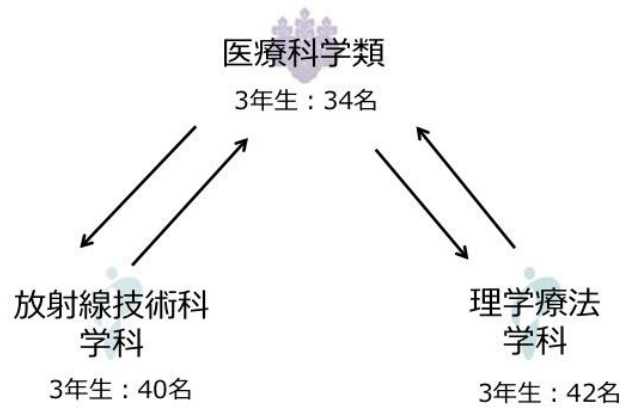 医療科学類
3年生：34名
放射線技術科
学科
3年生：40名
理学療法
学科
3年生：42名